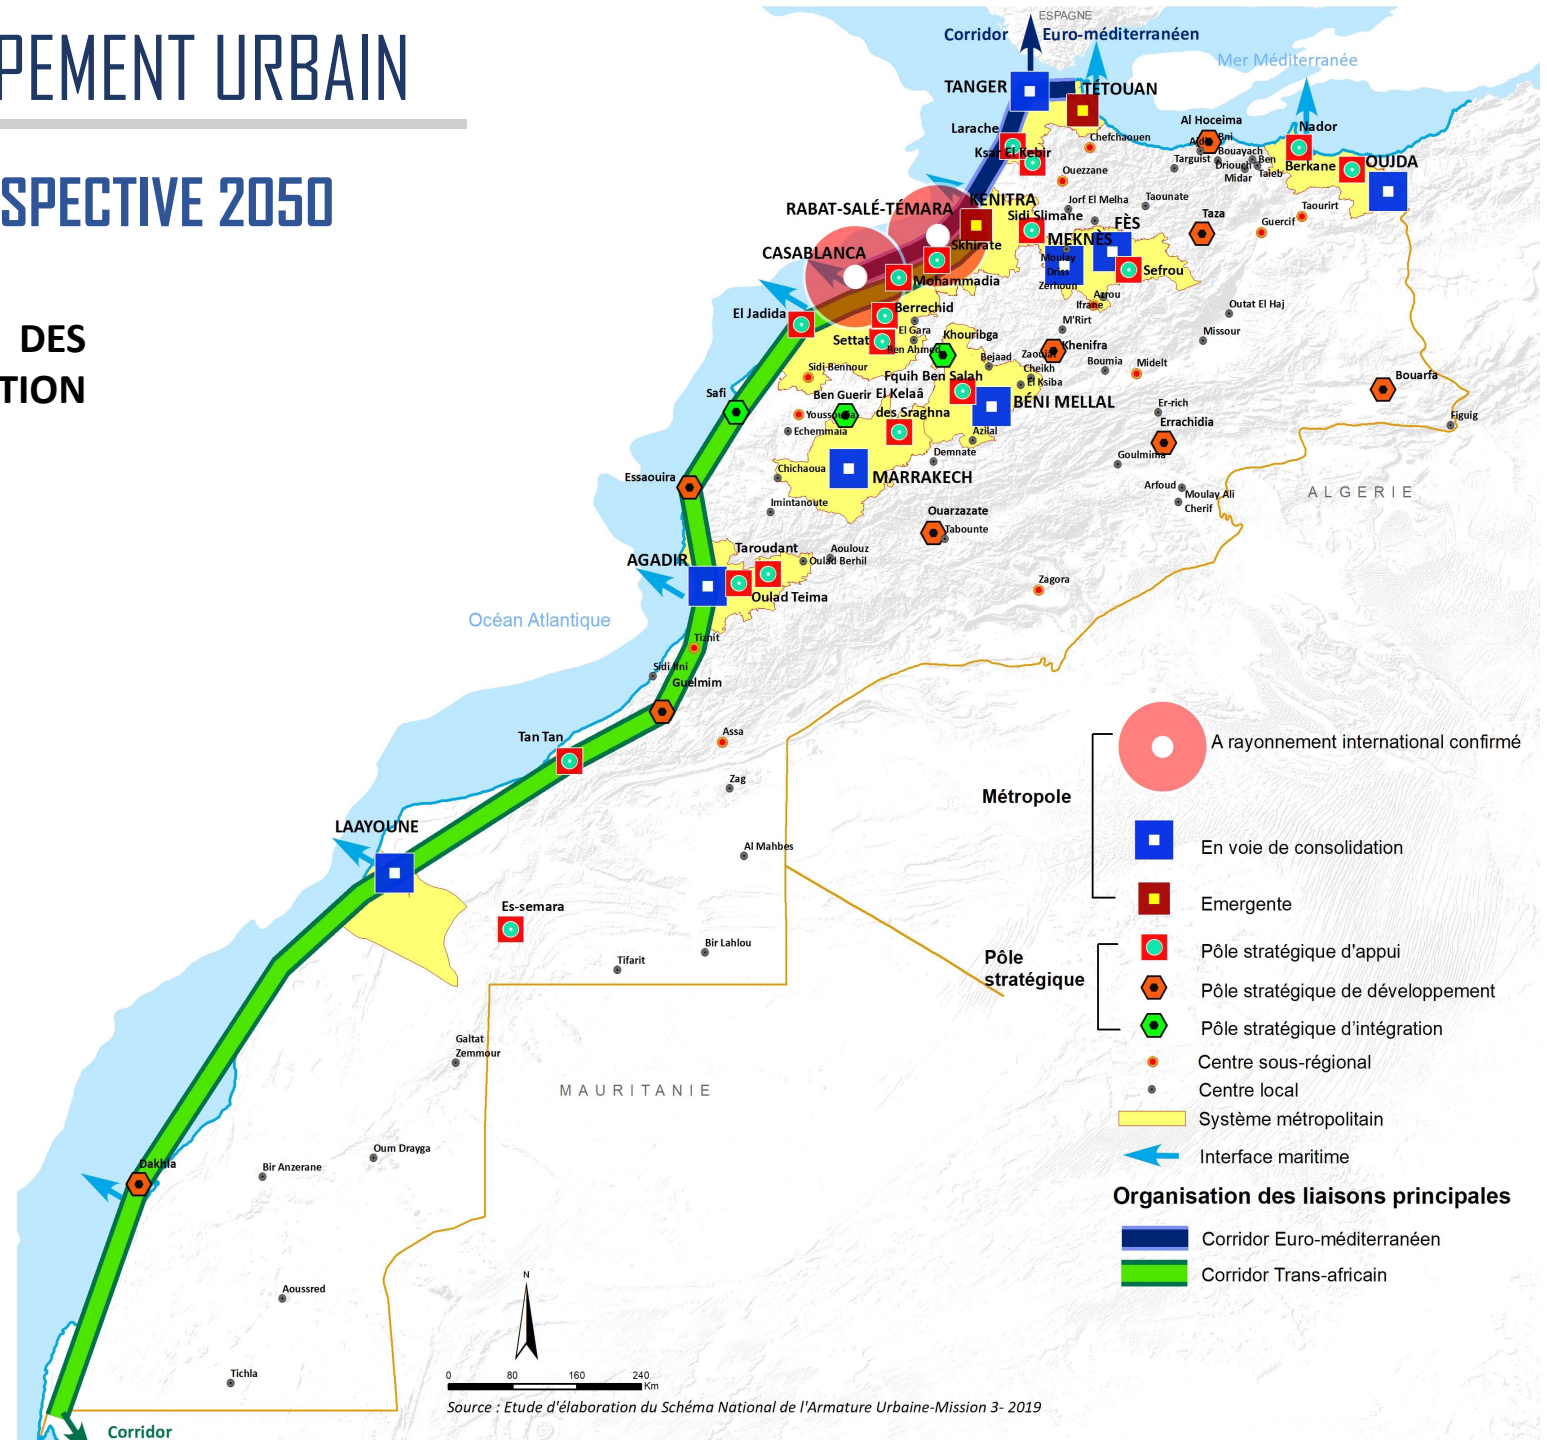 PEMENT URBAIN
SPECTIVE 2050
DES
TION
ESPAGNE
Corridor Euro-méditerranéen
Mer Méditerranée
TANGER
TÉTOUAN
Larache
Chefchaouen
Al Hoceima
Nador
Ajdir
Bni
Bouayach
Ksar El Kebir
Targuist
Driouch
Ben
Taieb
Midar
Berkane
OUJDA
Ouezzane
KENITRA
Jorf El Melha
Taounate
RABAT-SALÉ-TÉMARA
Sidi Slimane
FÈS
Taza
Guercif
Taourirt
MEKNÈS
Skhirate
CASABLANCA
Moulay
Driss
Zerhoun
Sefrou
Mohammadia
Azrou
Ifrane
El Jadida
Berrechid
Outat El Haj
El Gara
M'Rirt
Settat
Khouribga
Missour
Ben Ahmed
Khenifra
Bejaad
Zaouiat
Cheikh
Boumia
Midelt
Sidi Bennour
Fquih Ben Salah
El Ksiba
Bouarfa
Safi
Ben Guerir
El Kelaâ
des Sraghna
BÉNI MELLAL
Er-rich
Youssoufia
Errachidia
Figuig
Echemmaia
Azilal
Demnate
Goulmima
Chichaoua
MARRAKECH
Essaouira
Arfoud
Moulay Ali
Cherif
ALGERIE
Imintanoute
Ouarzazate
Tabounte
Taroudant
Aoulouz
Oulad Berhil
AGADIR
Zagora
Oulad Teima
Océan Atlantique
Tiznit
Sidi Ifni
Guelmim
Tan Tan
Assa
Zag
LAAYOUNE
Al Mahbes
Es-semara
Bir Lahlou
Tifarit
Galtat
Zemmour
MAURITANIE
Oum Drayga
Dakhla
Bir Anzerane
Aoussred
Tichla
Corridor
Métropole
A rayonnement international confirmé
En voie de consolidation
Emergente
Pôle
stratégique
Pôle stratégique d'appui
Pôle stratégique de développement
Pôle stratégique d'intégration
Centre sous-régional
Centre local
Système métropolitain
Interface maritime
Organisation des liaisons principales
Corridor Euro-méditerranéen
Corridor Trans-africain
N
0 80 160 240
Km
Source : Etude d'élaboration du Schéma National de l'Armature Urbaine-Mission 3- 2019